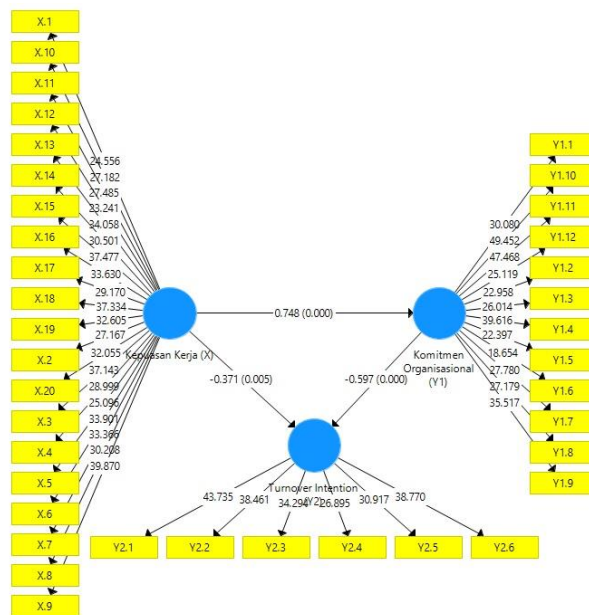 X.1
X.10
X.11
X.12
X.13
X.14
X.15
X.16
X.17
X.18
X.19
X.2
X.20
X.3
X.4
X.5
X.6
X.7
X.8
X.9
24.556
27.182
27.485
23.241
34.058
30.501
37.477
33.630
29.170
37.334
32.605
27.167
32.055
37.143
28.999
25.096
33.901
33.366
30.208
39.870
Kepuasan Kerja (X)
0.748 (0.000)
-0.371 (0.005)
-0.597 (0.000)
Komitmen
Organisasional
(Y1)
30.080
49.452
47.468
25.119
22.958
26.014
39.616
22.397
18.654
27.780
27.179
35.517
Y1.1
Y1.10
Y1.11
Y1.12
Y1.2
Y1.3
Y1.4
Y1.5
Y1.6
Y1.7
Y1.8
Y1.9
Turnover Intention
(Y2)
43.735
38.461
34.294
26.895
30.917
38.770
Y2.1
Y2.2
Y2.3
Y2.4
Y2.5
Y2.6